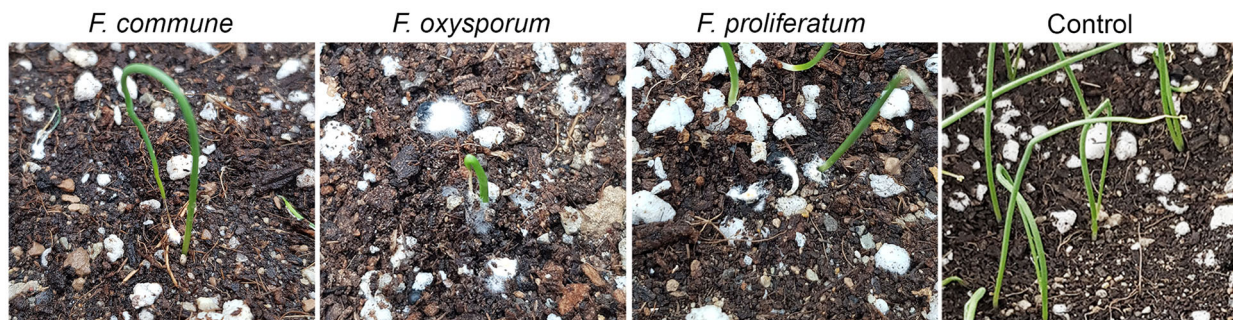 F. commune
F. oxysporum
F. proliferatum
Control